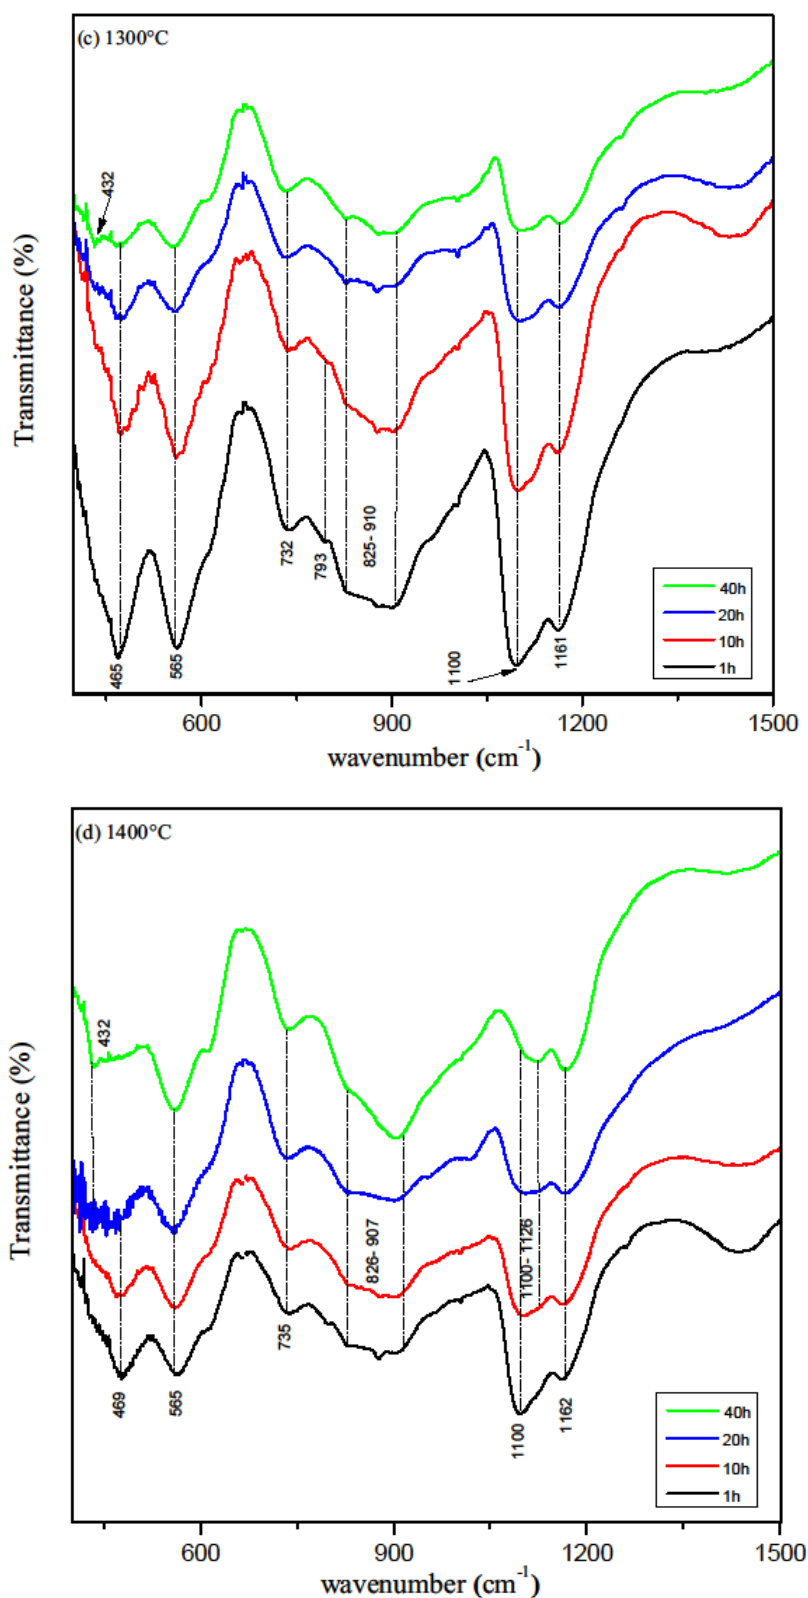 (c) 1300°C
432
Transmittance (%)
465
565
732
793
825- 910
1100
1161
40h
20h
10h
1h
600
900
1200
1500
wavenumber (cm-1)
(d) 1400°C
432
Transmittance (%)
469
565
735
826- 907
1100
1100- 1126
1162
40h
20h
10h
1h
600
900
1200
1500
wavenumber (cm-1)